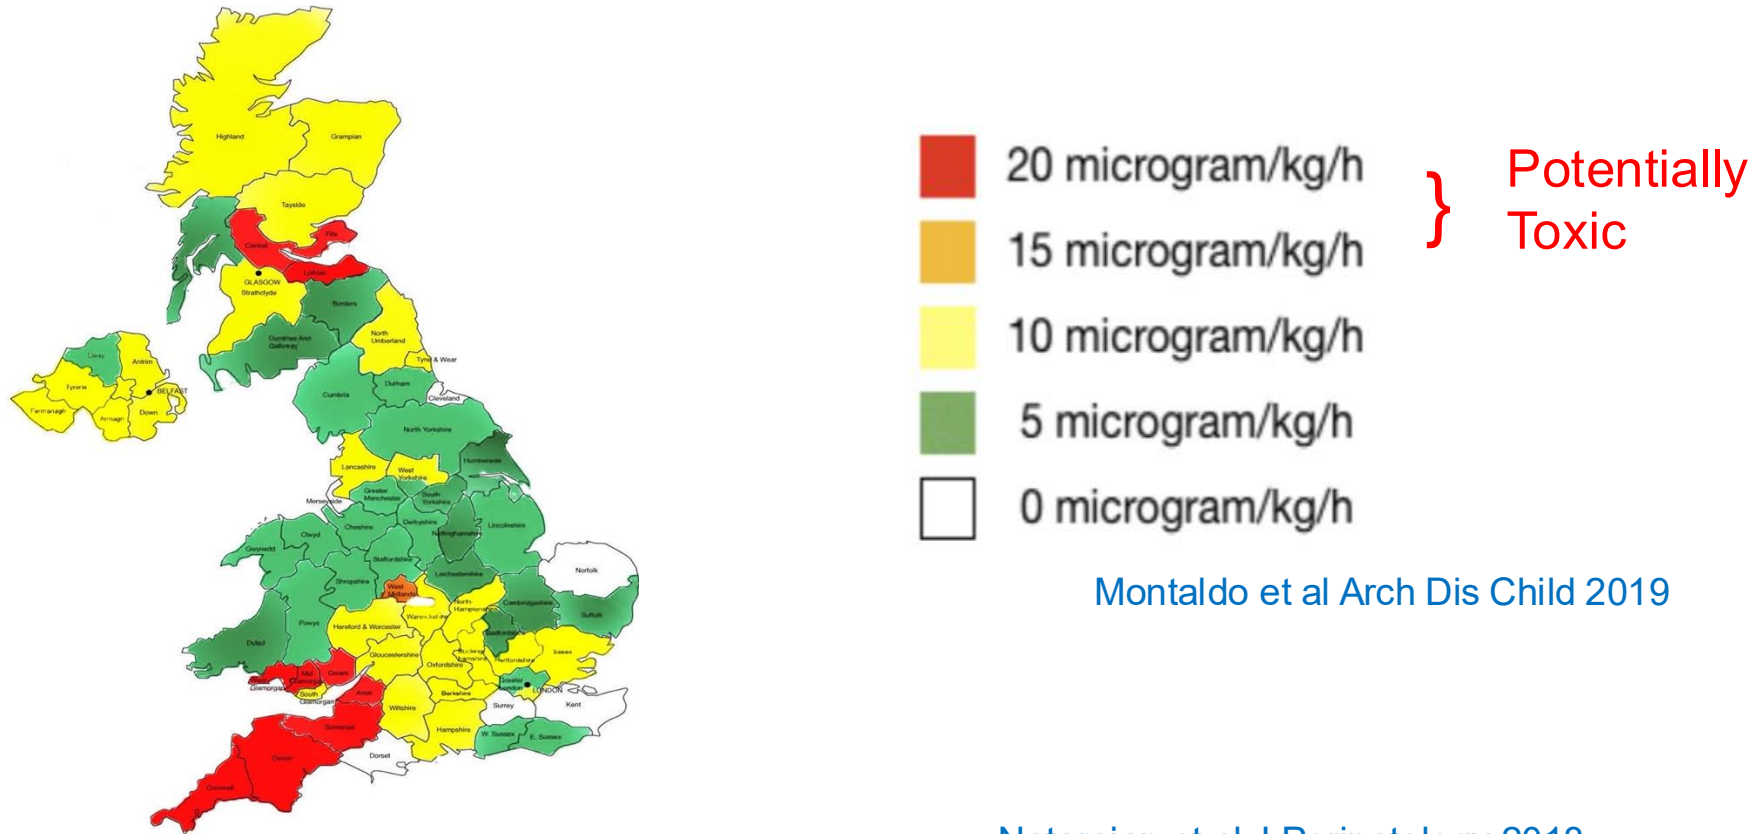 Highland
Grampian
Tayside
Fife
Central
Lothian
GLASGOW
Strathclyde
Borders
Dumfries And
Galloway
North
Umberland
Tyne & Wear
Antrim
Tyrone
BELFAST
Fermanagh
Armagh
Down
Durham
Cumbria
Cleveland
North Yorkshire
Humberside
Lancashire
West
Yorkshire
Merseyside
Greater
Manchester
South
Yorkshire
Cheshire
Derbyshire
Nottinghamshire
Lincolnshire
Clwyd
Gwynedd
Staffordshire
Shropshire
Leicestershire
Norfolk
West
Midlands
Cambridgeshire
Suffolk
Powys
Hereford & Worcester
Dyfed
Gloucestershire
Oxfordshire
Hertfordshire
Essex
Gwent
Mid
Glamorgan
South
Glamorgan
Avon
Greater
London
LONDON
Berkshire
Wiltshire
Surrey
Kent
Somerset
Hampshire
W. Sussex
E. Sussex
Dorset
Devon
Cornwall
20 microgram/kg/h
15 microgram/kg/h
10 microgram/kg/h
5 microgram/kg/h
0 microgram/kg/h
} Potentially
Toxic
Montaldo et al Arch Dis Child 2019